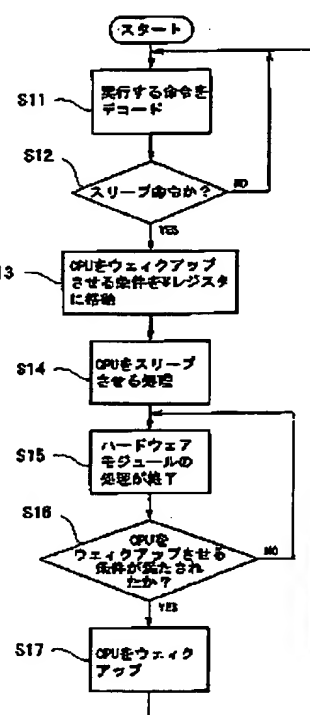 スタート
S11
実行する命令を
デコード
S12
スリープ命令か?
NO
YES
13
CPUをウェイクアップ
させる条件を
レジスタ
に格納
S14
CPUをスリープ
させる処理
S15
ハードウェア
モジュールの
処理が終了
S16
CPUを
ウェイクアップさせる
条件が満たされ
たか?
NO
YES
S17
CPUをウェイク
アップ